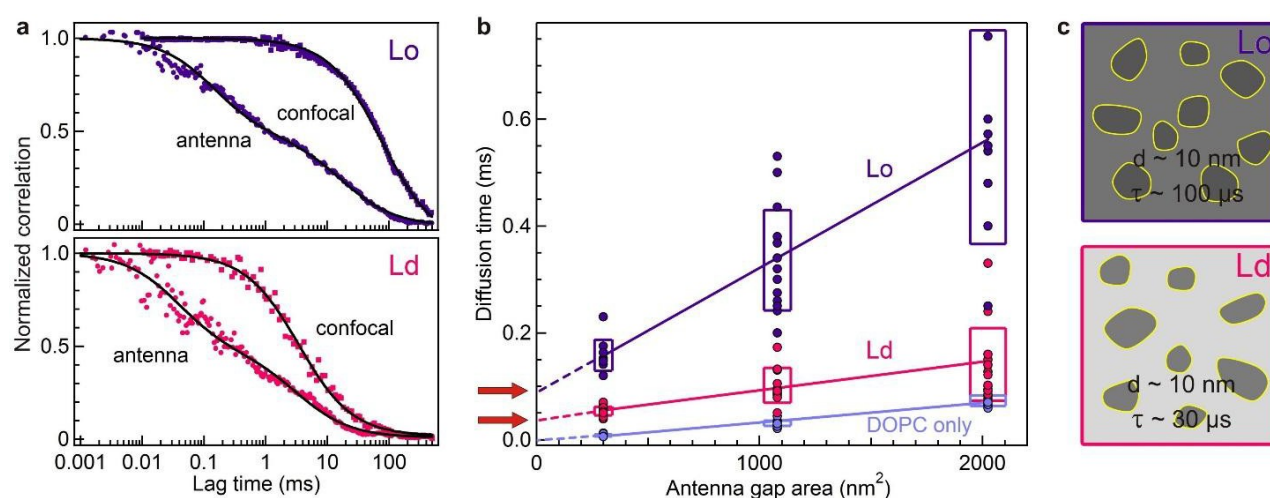 a
Normalized correlation
1.0
0.5
0
Lo
confocal
antenna
1.0
0.5
0
Ld
confocal
antenna
0.001 0.01 0.1 1 10 100
Lag time (ms)
b
Diffusion time (ms)
0.6
0.4
0.2
0.0
Lo
Ld
DOPC only
0 1000 2000
Antenna gap area (nm²)
c
Lo
d ~ 10 nm
τ ~ 100 µs
Ld
d ~ 10 nm
τ ~ 30 µs